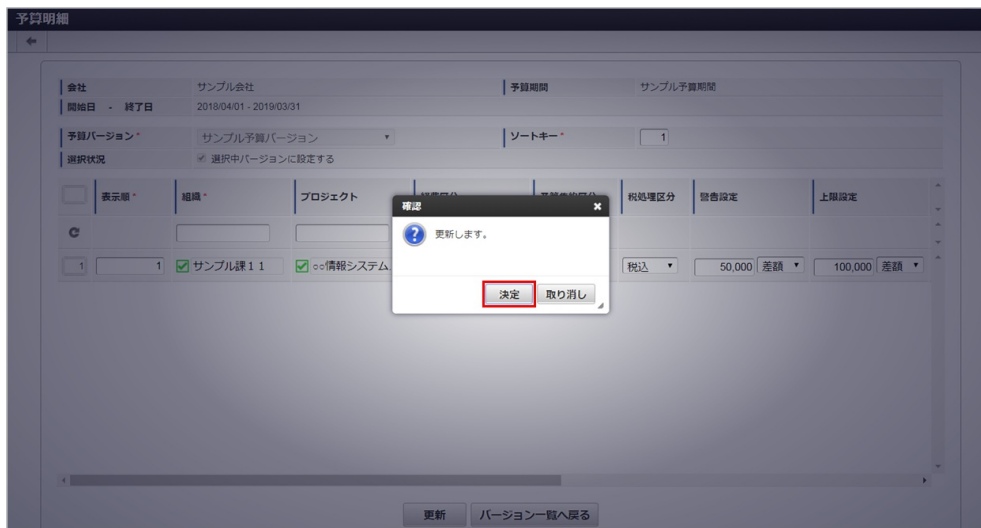 予算明細
会社 サンプル会社 予算期間 サンプル予算期間
開始日 - 終了日 2018/04/01 - 2019/03/31
予算バージョン* サンプル予算バージョン ソートキー* 1
選択状況 選択中バージョンに設定する
表示順* 組織* プロジェクト 税処理区分 警告設定 上限設定
確認
更新します。
1 1 サンプル課11 ○○情報システム 税込 50,000 差額 100,000 差額
決定 取り消し
更新 バージョン一覧へ戻る